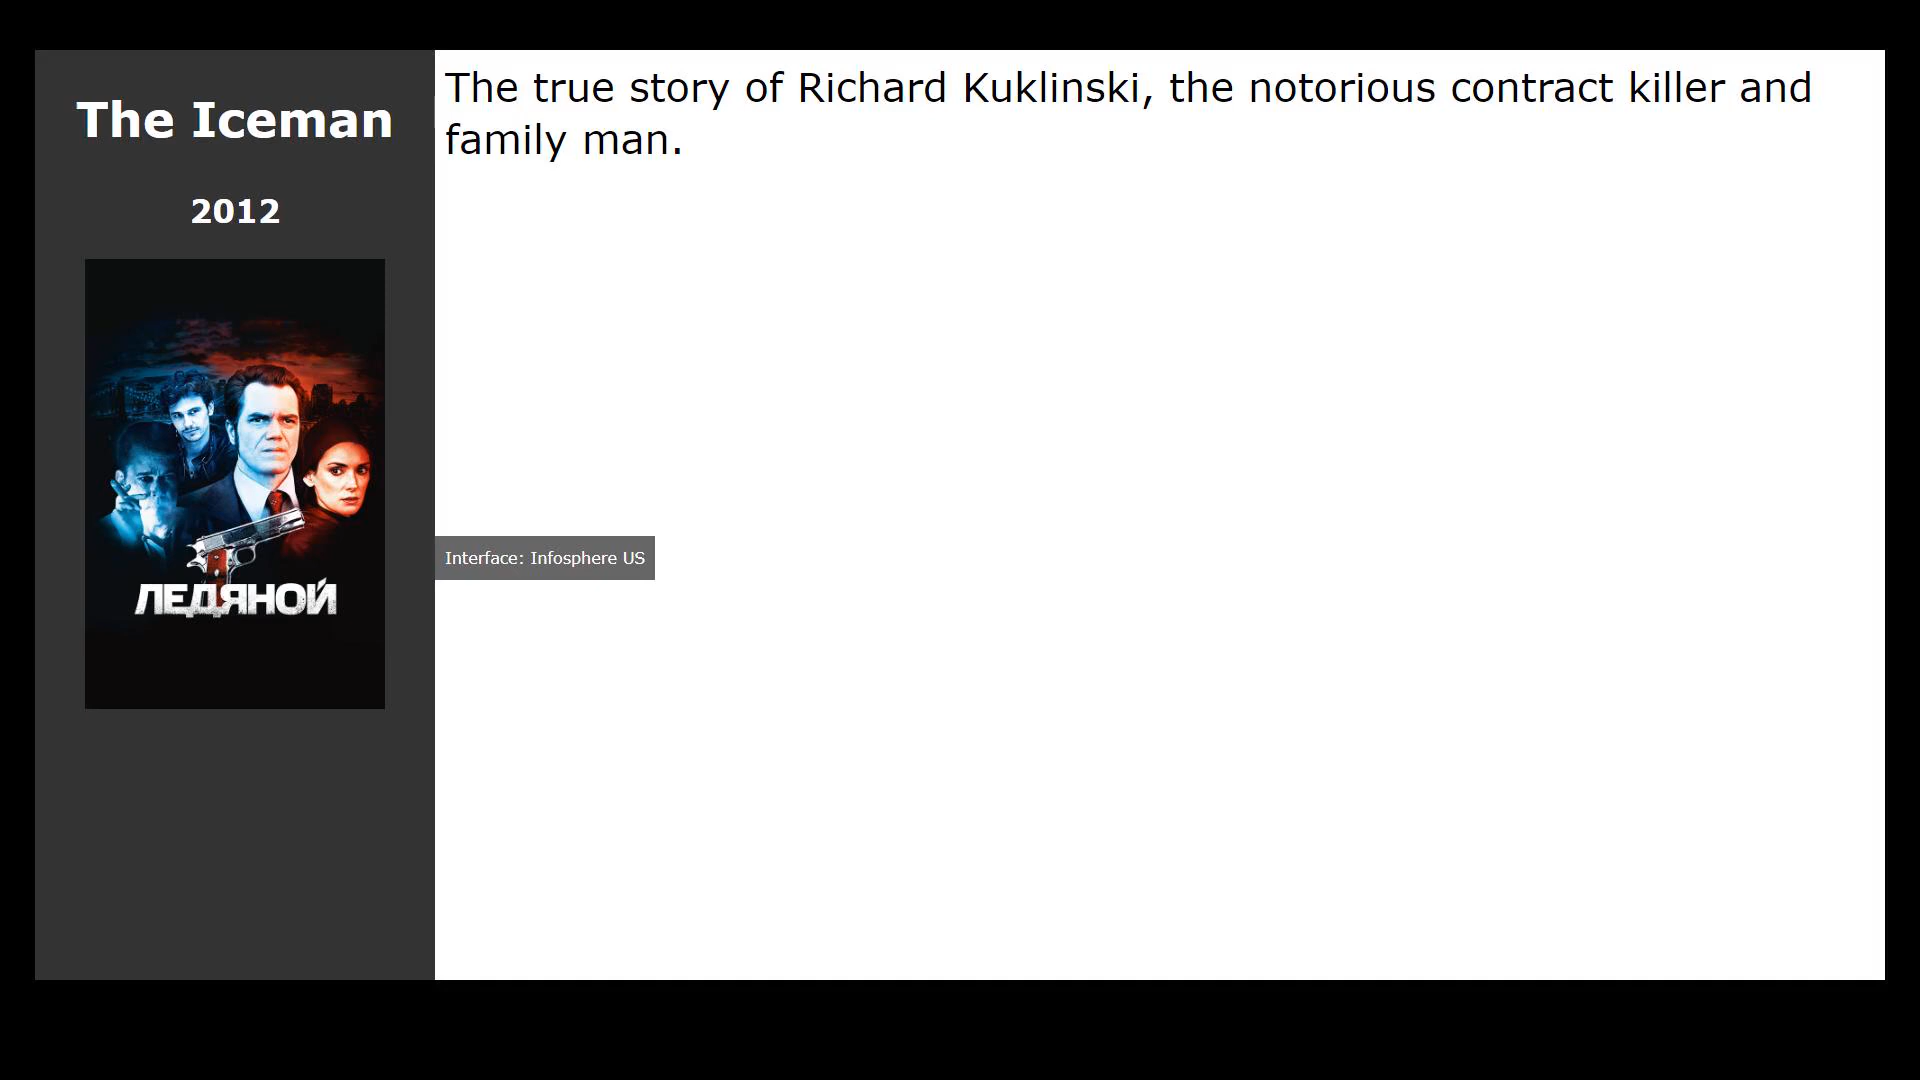 The Iceman
2012
ЛЕДЯНОЙ
The true story of Richard Kuklinski, the notorious contract killer and
family man.
Interface: Infosphere US